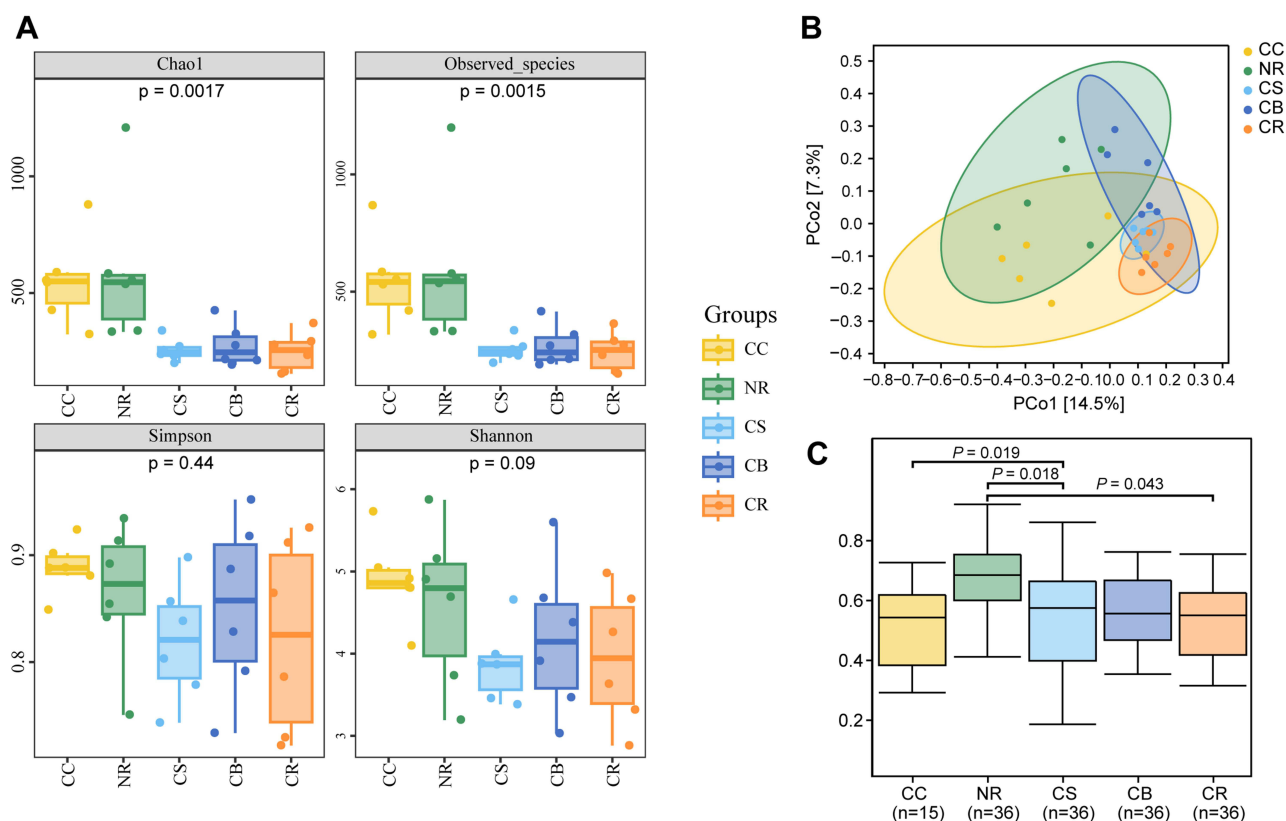 A
Chao1
p = 0.0017
1000
500
CC
NR
CS
CB
CR
Observed_species
p = 0.0015
1000
500
CC
NR
CS
CB
CR
Simpson
p = 0.44
0.9
0.8
CC
NR
CS
CB
CR
Shannon
p = 0.09
6
5
4
3
CC
NR
CS
CB
CR
Groups
CC
NR
CS
CB
CR
B
CC
NR
CS
CB
CR
PCo2 [7.3%]
0.5
0.4
0.3
0.2
0.1
0.0
−0.1
−0.2
−0.3
−0.4
−0.8 −0.7 −0.6 −0.5 −0.4 −0.3 −0.2 −0.1 0.0 0.1 0.2 0.3 0.4
PCo1 [14.5%]
C
P = 0.019
P = 0.018
P = 0.043
0.8
0.6
0.4
0.2
CC NR CS CB CR
(n=15) (n=36) (n=36) (n=36) (n=36)